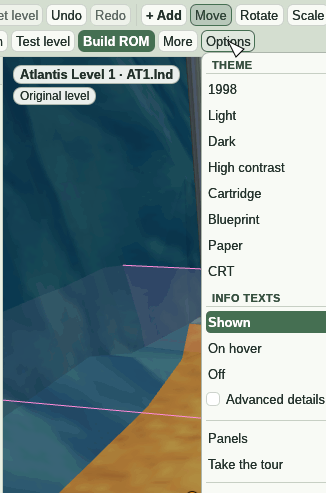 et level Undo Redo + Add Move Rotate Scale
Test level Build ROM More Options
Atlantis Level 1 · AT1.lnd
Original level
THEME
1998
Light
Dark
High contrast
Cartridge
Blueprint
Paper
CRT
INFO TEXTS
Shown
On hover
Off
Advanced details
Panels
Take the tour